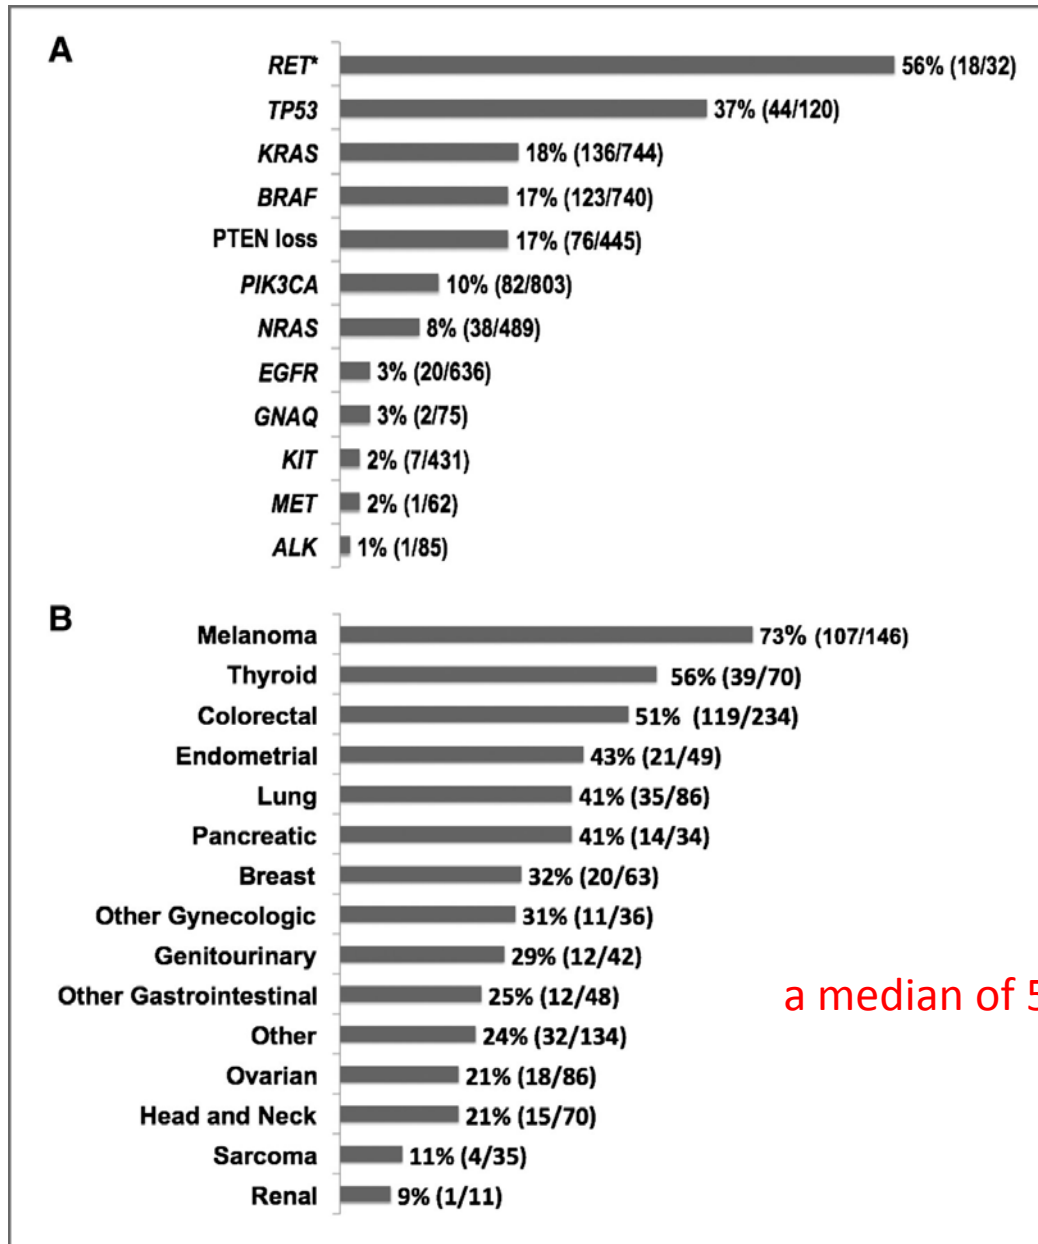 A
RET* 56% (18/32)
TP53 37% (44/120)
KRAS 18% (136/744)
BRAF 17% (123/740)
PTEN loss 17% (76/445)
PIK3CA 10% (82/803)
NRAS 8% (38/489)
EGFR 3% (20/636)
GNAQ 3% (2/75)
KIT 2% (7/431)
MET 2% (1/62)
ALK 1% (1/85)
B
Melanoma 73% (107/146)
Thyroid 56% (39/70)
Colorectal 51% (119/234)
Endometrial 43% (21/49)
Lung 41% (35/86)
Pancreatic 41% (14/34)
Breast 32% (20/63)
Other Gynecologic 31% (11/36)
Genitourinary 29% (12/42)
Other Gastrointestinal 25% (12/48)
a median of 5
Other 24% (32/134)
Ovarian 21% (18/86)
Head and Neck 21% (15/70)
Sarcoma 11% (4/35)
Renal 9% (1/11)